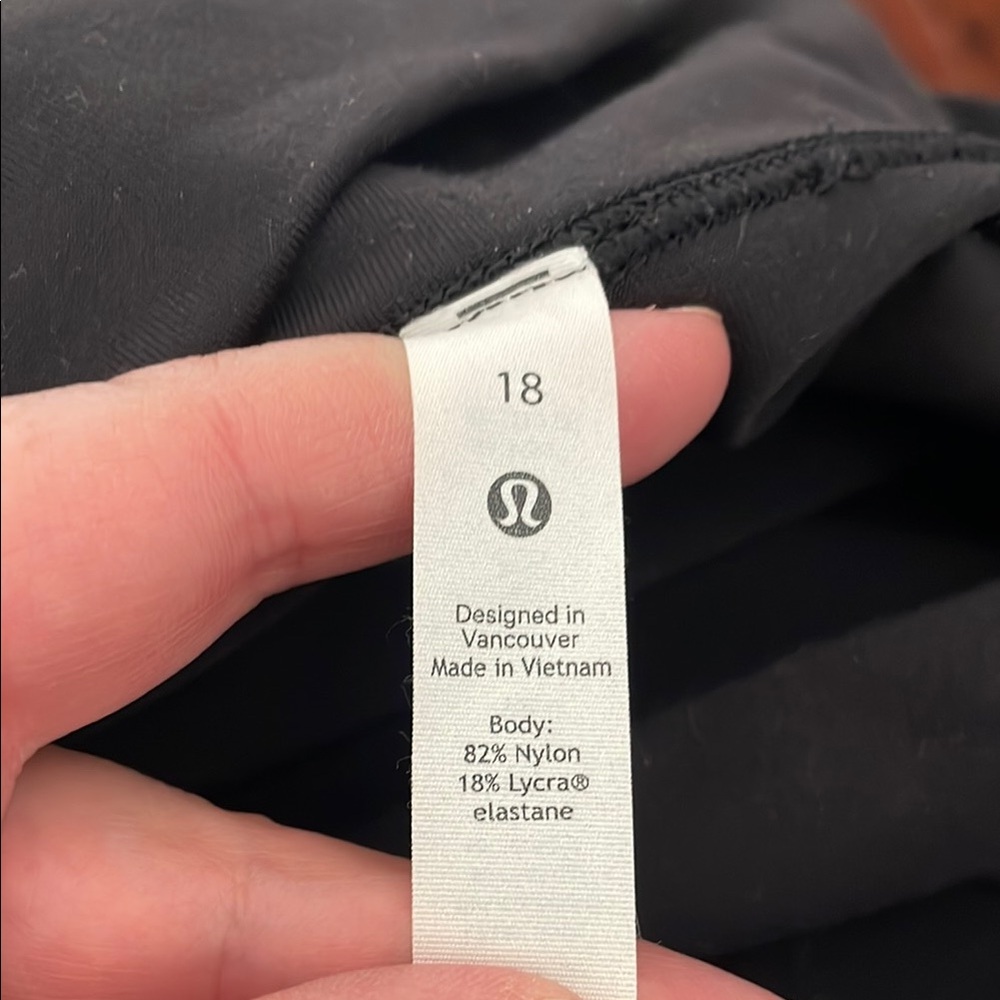 18
Designed in
Vancouver
Made in Vietnam
Body:
82% Nylon
18% Lycra®
elastane